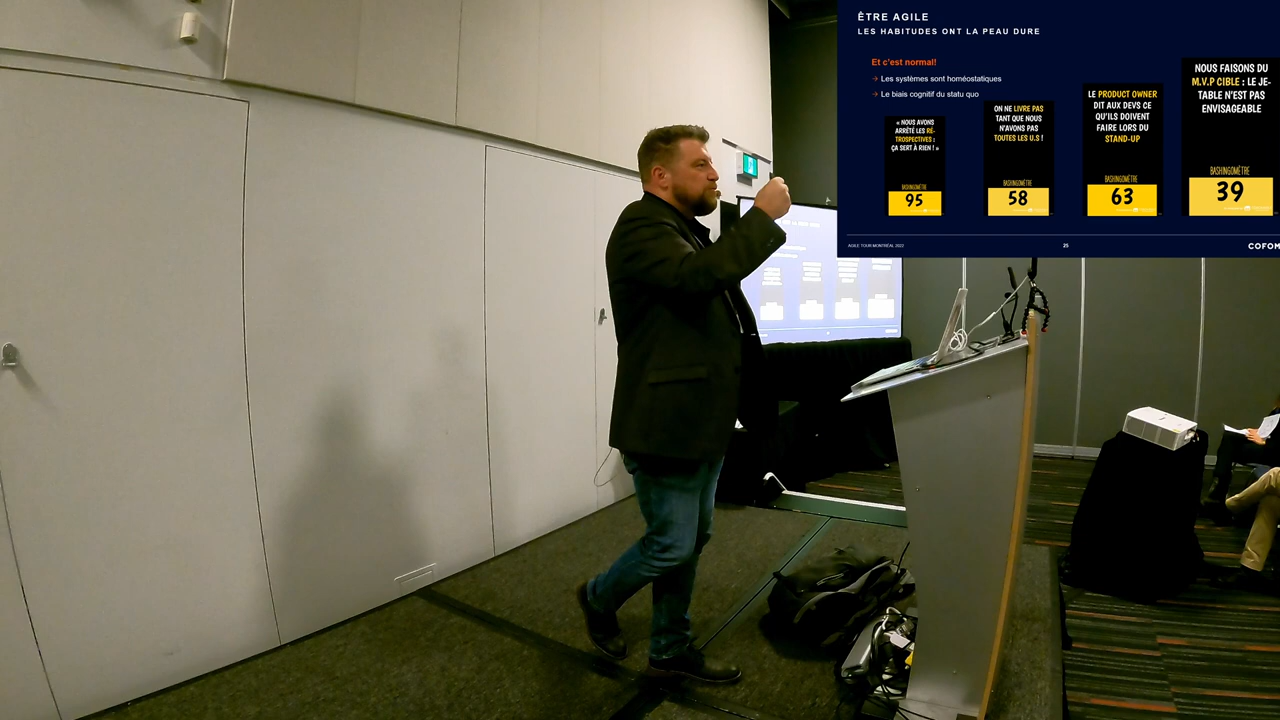 ÊTRE AGILE
LES HABITUDES ONT LA PEAU DURE
Et c'est normal!
→ Les systèmes sont homéostatiques
→ Le biais cognitif du statu quo
« NOUS AVONS
ARRÊTÉ LES RÉ-
TROSPECTIVES :
ÇA SERT À RIEN ! »
BASHINGOMÈTRE
95
ON NE LIVRE PAS
TANT QUE NOUS
N'AVONS PAS
TOUTES LES U.S !
BASHINGOMÈTRE
58
LE PRODUCT OWNER
DIT AUX DEVS CE
QU'ILS DOIVENT
FAIRE LORS DU
STAND-UP
BASHINGOMÈTRE
63
NOUS FAISONS DU
M.V.P CIBLE : LE JE-
TABLE N'EST PAS
ENVISAGEABLE
BASHINGOMÈTRE
39
AGILE TOUR MONTRÉAL 2022
25
COFOM